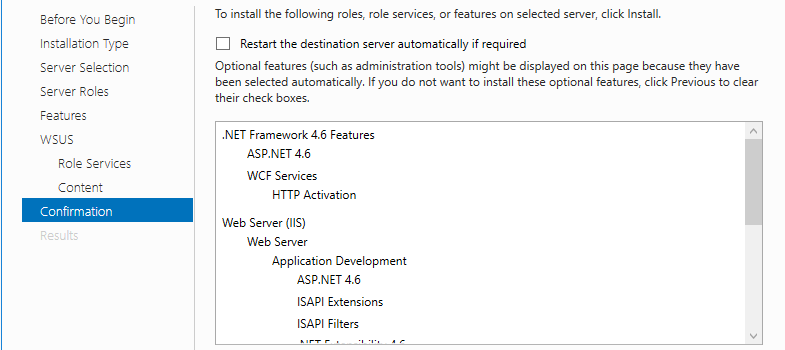 Before You Begin
Installation Type
Server Selection
Server Roles
Features
WSUS
Role Services
Content
Confirmation
Results
To install the following roles, role services, or features on selected server, click Install.
Restart the destination server automatically if required
Optional features (such as administration tools) might be displayed on this page because they have
been selected automatically. If you do not want to install these optional features, click Previous to clear
their check boxes.
.NET Framework 4.6 Features
ASP.NET 4.6
WCF Services
HTTP Activation
Web Server (IIS)
Web Server
Application Development
ASP.NET 4.6
ISAPI Extensions
ISAPI Filters
.NET Extensibility 4.6